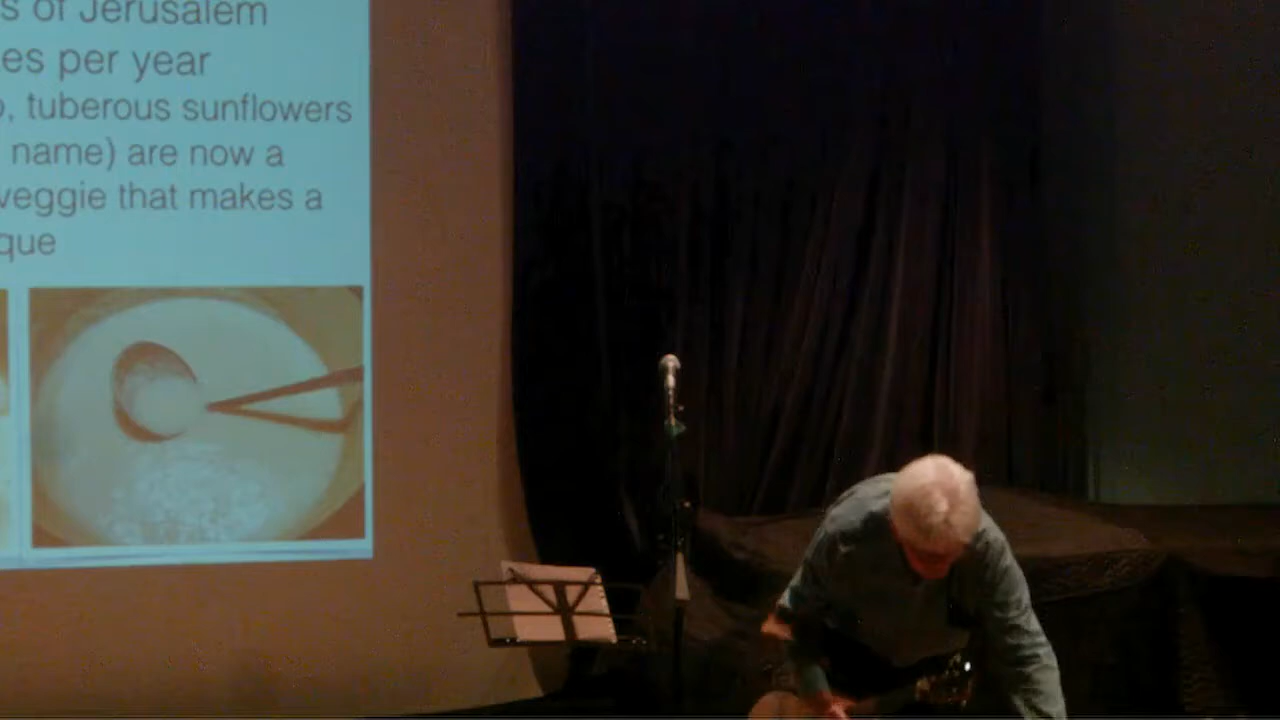 s of Jerusalem
es per year
, tuberous sunflowers
name) are now a
veggie that makes a
que